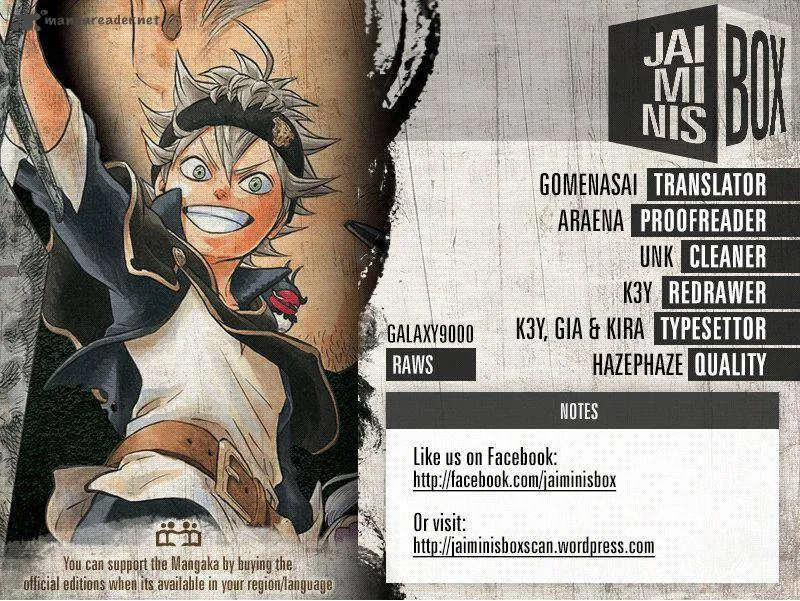 mangareader.net
JAI
MI
NIS
BOX
GOMENASAI TRANSLATOR
ARAENA PROOFREADER
UNK CLEANER
K3Y REDRAWER
K3Y, GIA & KIRA TYPESETTOR
HAZEPHAZE QUALITY
GALAXY9000
RAWS
NOTES
Like us on Facebook:
http://facebook.com/jaiminisbox
Or visit:
http://jaiminisboxscan.wordpress.com
You can support the Mangaka by buying the
official editions when its available in your region/language